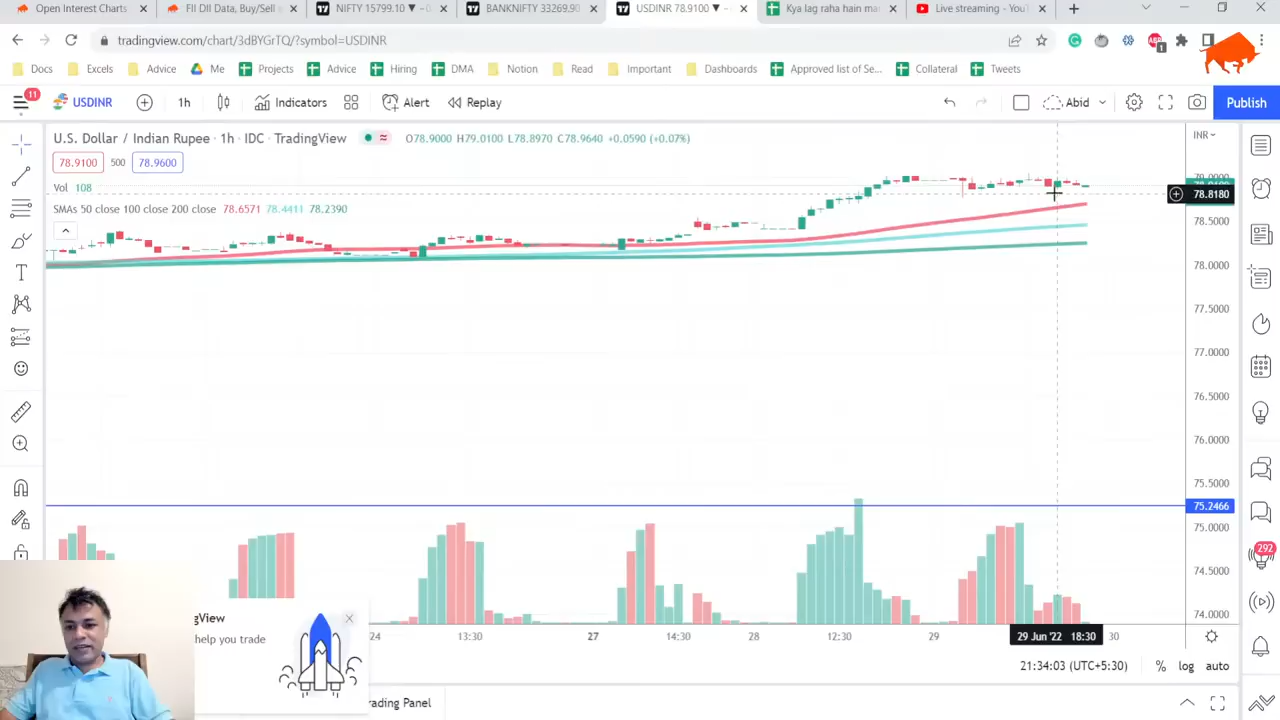 Open Interest Charts
FII DII Data, Buy/Sell
NIFTY 15799.10 ▼
BANKNIFTY 33269.90
USDINR 78.9100 ▼
Kya lag raha hain ma
Live streaming - You
tradingview.com/chart/3dBYGrTQ/?symbol=USDINR
Docs Excels Advice Me Projects Advice Hiring DMA Notion Read Important Dashboards Approved list of Se... Collateral Tweets
11
USDINR 1h Indicators Alert Replay Abid Publish
U.S. Dollar / Indian Rupee · 1h · IDC · TradingView O78.9000 H79.0100 L78.8970 C78.9640 +0.0590 (+0.07%)
INR
78.9100 500 78.9600
Vol 108
78.8180
SMAs 50 close 100 close 200 close 78.6571 78.4411 78.2390
78.5000
78.0000
77.5000
77.0000
76.5000
76.0000
75.5000
75.2466
75.0000
74.5000
74.0000
292
gView
help you trade
24 13:30 27 14:30 28 12:30 29 29 Jun '22 18:30 30
21:34:03 (UTC+5:30) % log auto
rading Panel